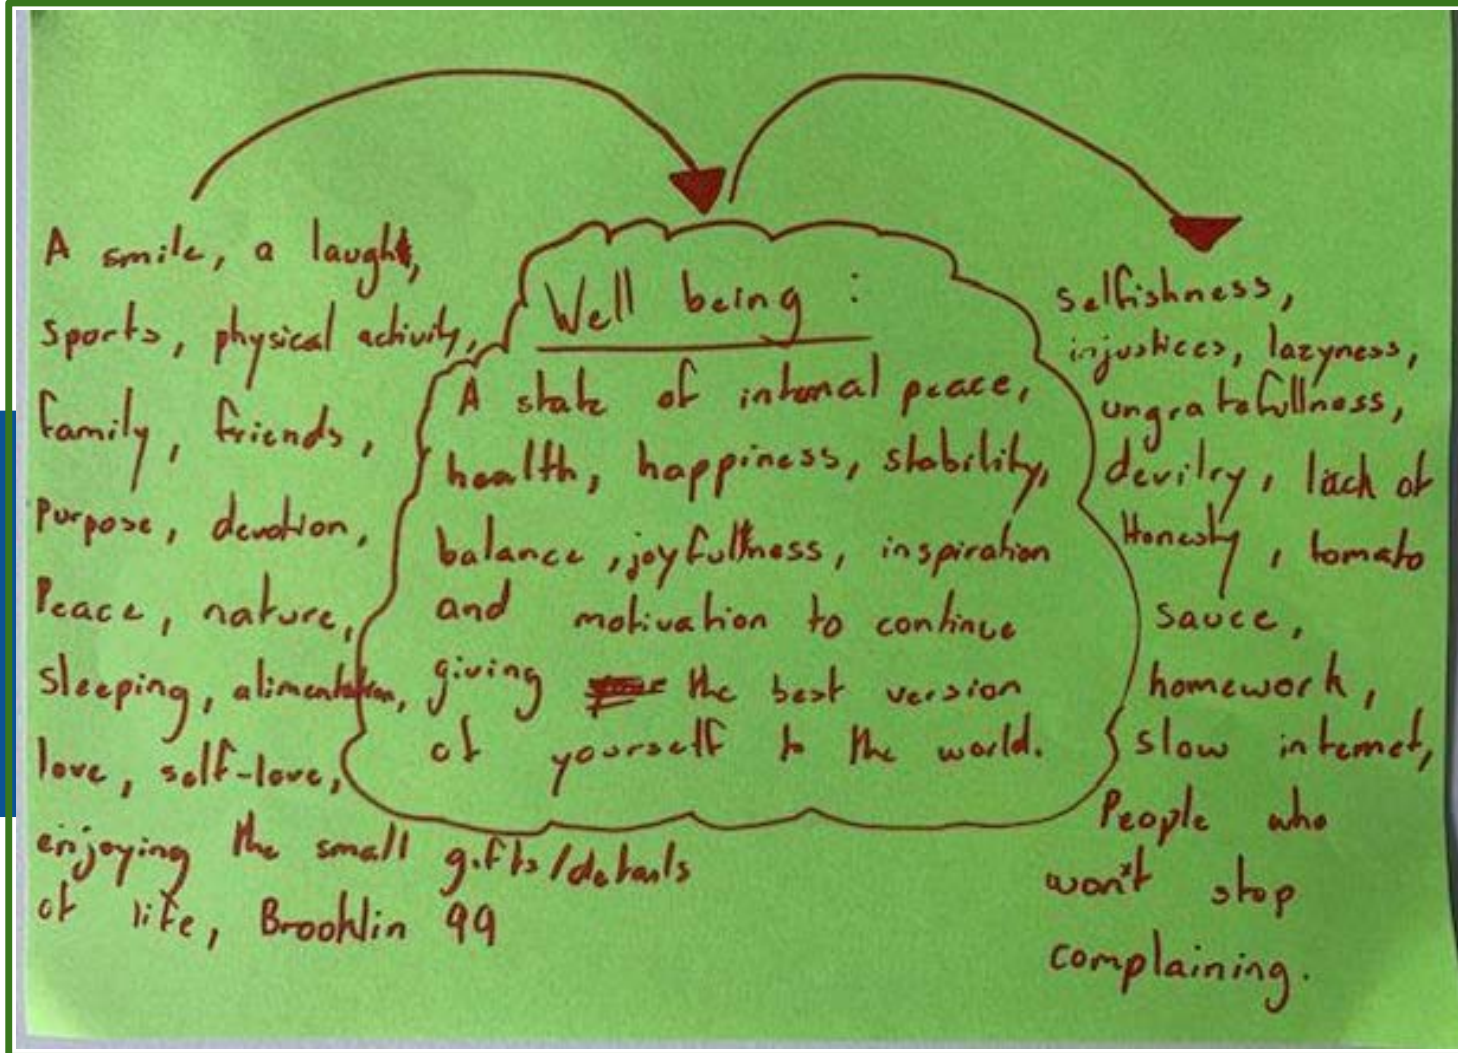 A smile, a laugh,
sports, physical activity,
family, friends,
purpose, devotion,
Peace, nature,
sleeping, alimentation,
love, self-love,
enjoying the small gifts/details
of life, Brooklin 99
Well being :
A state of internal peace,
health, happiness, stability,
balance, joyfullness, inspiration
and motivation to continue
giving the best version
of yourself to the world.
selfishness,
injustices, lazyness,
ungratefullness,
devilry, lack of
Honesty, tomato
sauce,
homework,
slow internet,
People who
won't stop
complaining.